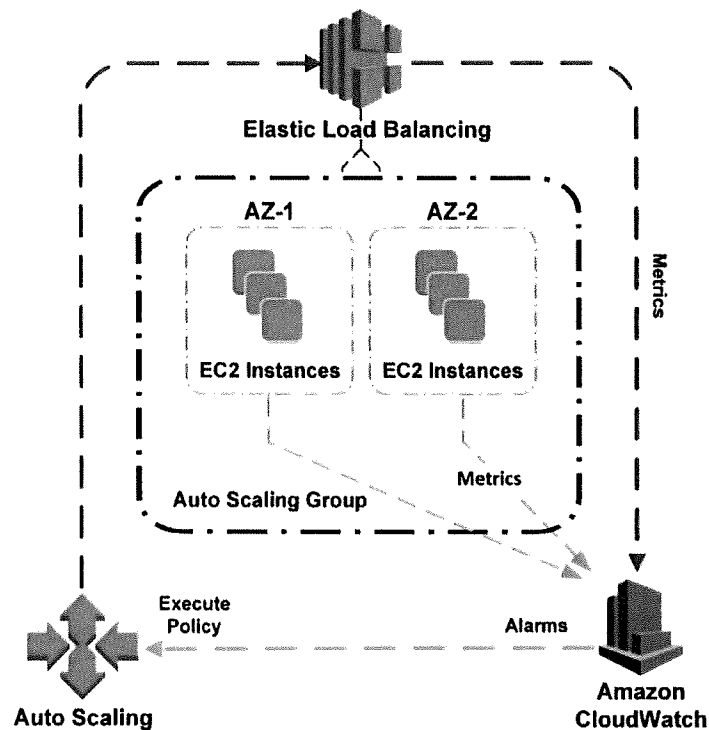 Elastic Load Balancing
AZ-1
AZ-2
EC2 Instances
EC2 Instances
Metrics
Metrics
Auto Scaling Group
Execute
Policy
Alarms
Auto Scaling
Amazon
CloudWatch